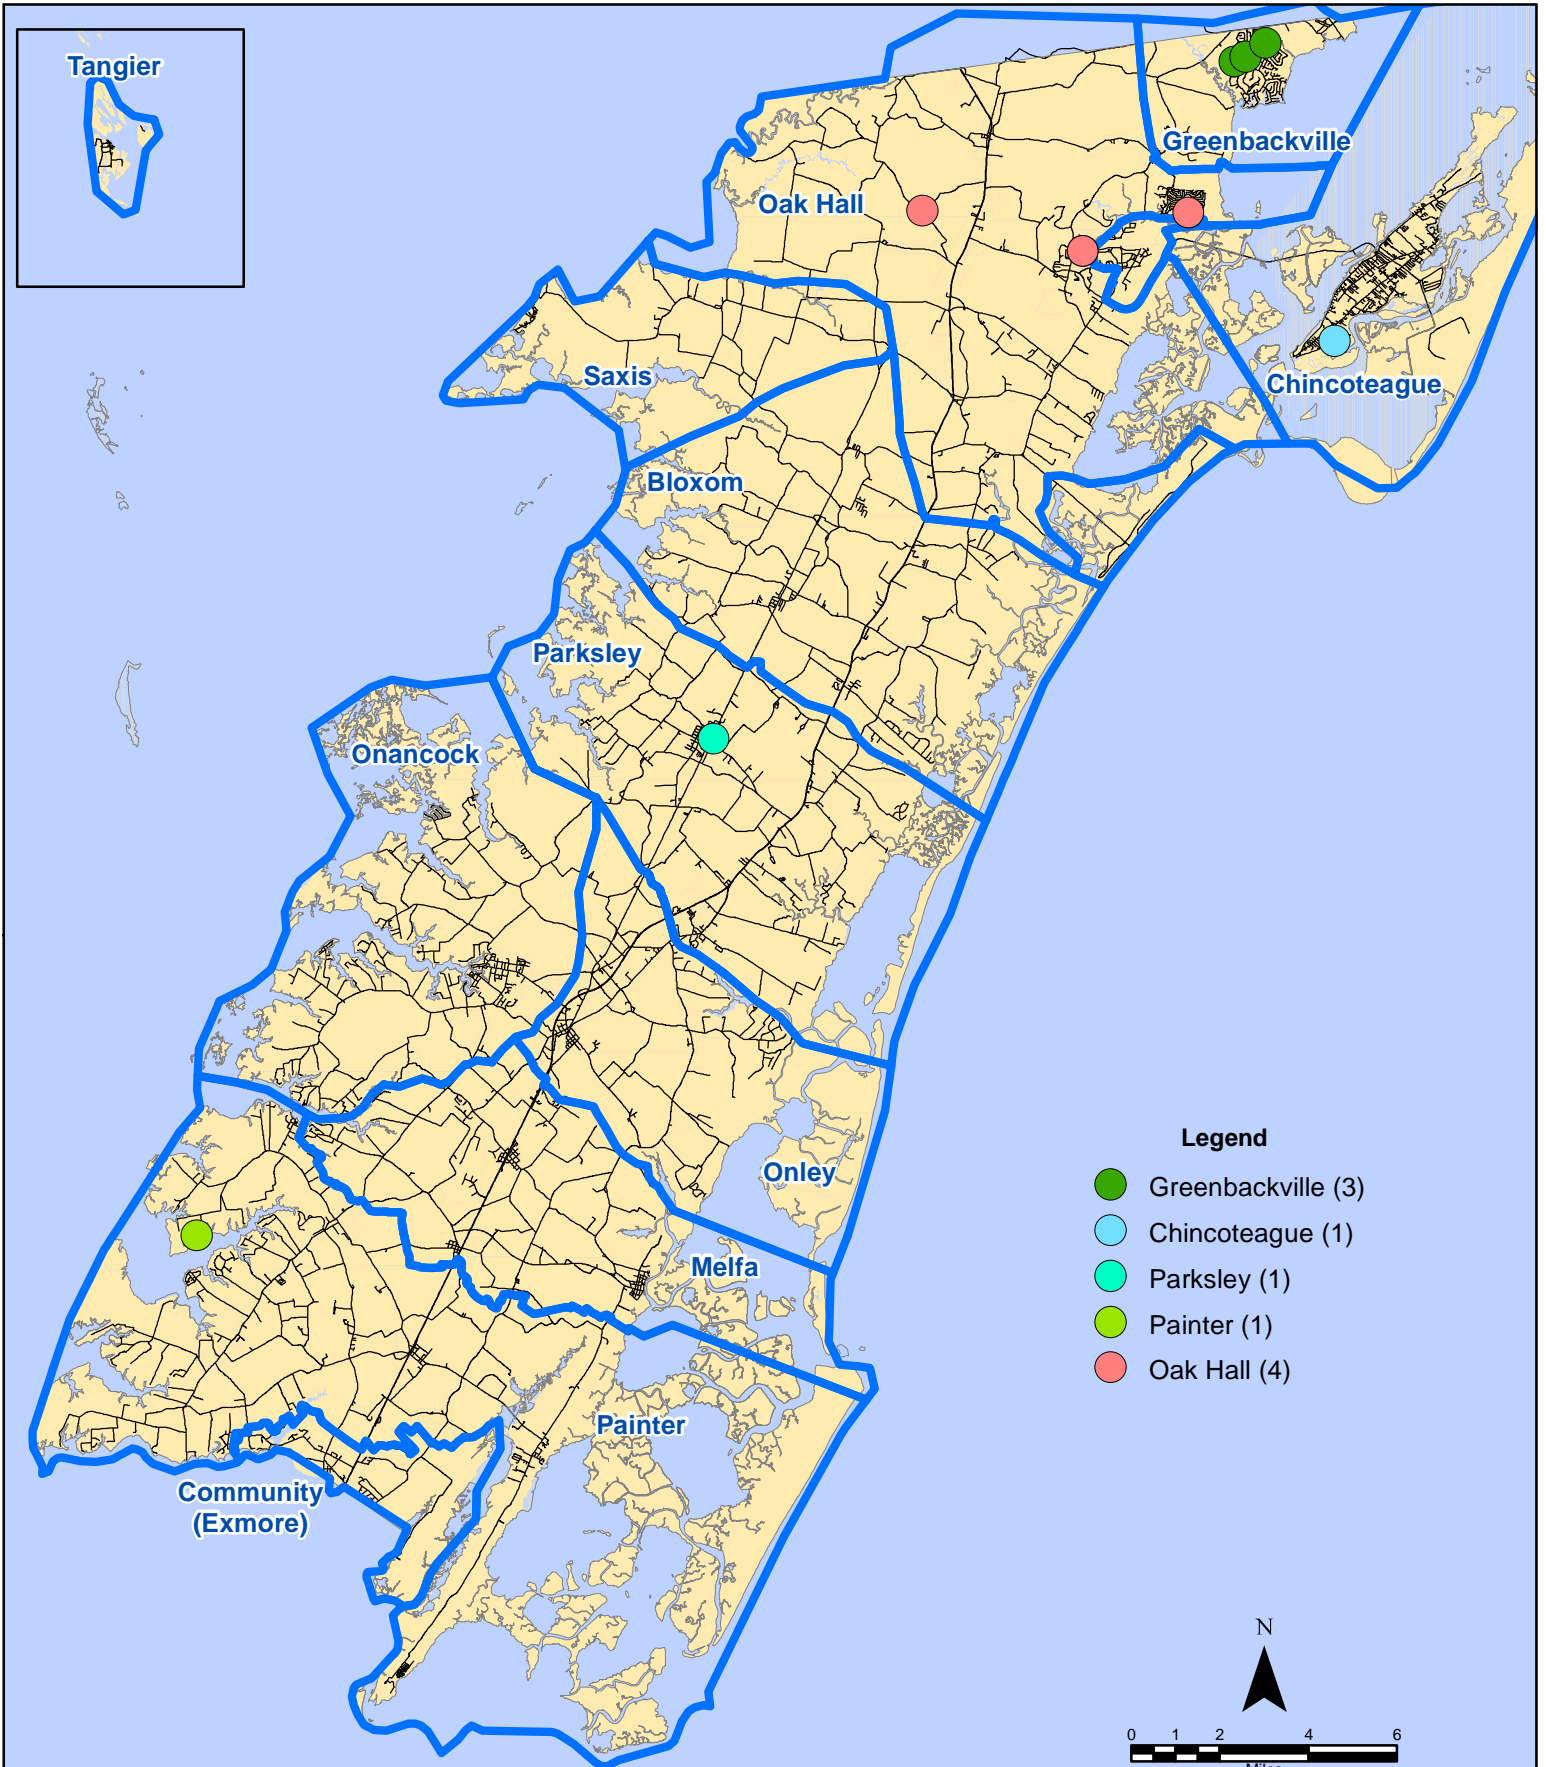 Tangier
Greenbackville
Oak Hall
Saxis
Chincoteague
Bloxom
Parksley
Onancock
Onley
Melfa
Painter
Community
(Exmore)
Legend
Greenbackville (3)
Chincoteague (1)
Parksley (1)
Painter (1)
Oak Hall (4)
N
0 1 2 4 6
Miles